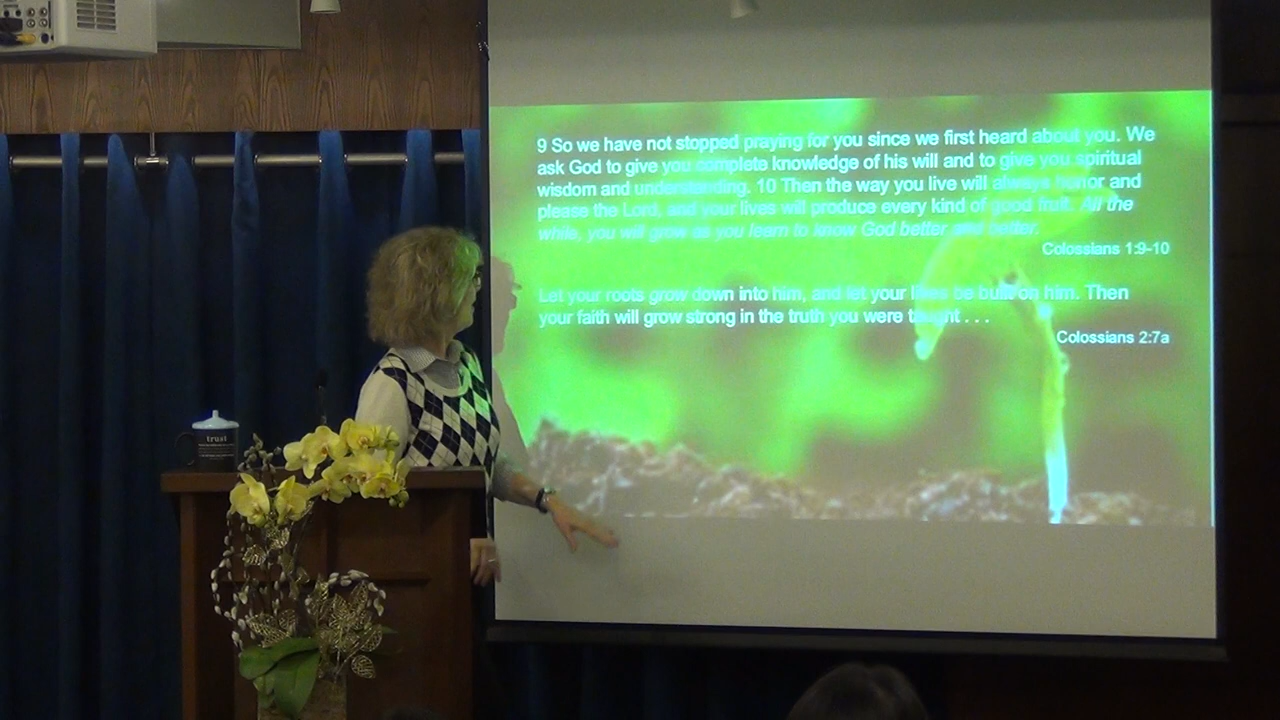 trust
9 So we have not stopped praying for you since we first heard about you. We
ask God to give you complete knowledge of his will and to give you spiritual
wisdom and understanding. 10 Then the way you live will always honor and
please the Lord, and your lives will produce every kind of good fruit. All the
while, you will grow as you learn to know God better and better.
Colossians 1:9-10
Let your roots grow down into him, and let your lives be built on him. Then
your faith will grow strong in the truth you were taught . . .
Colossians 2:7a